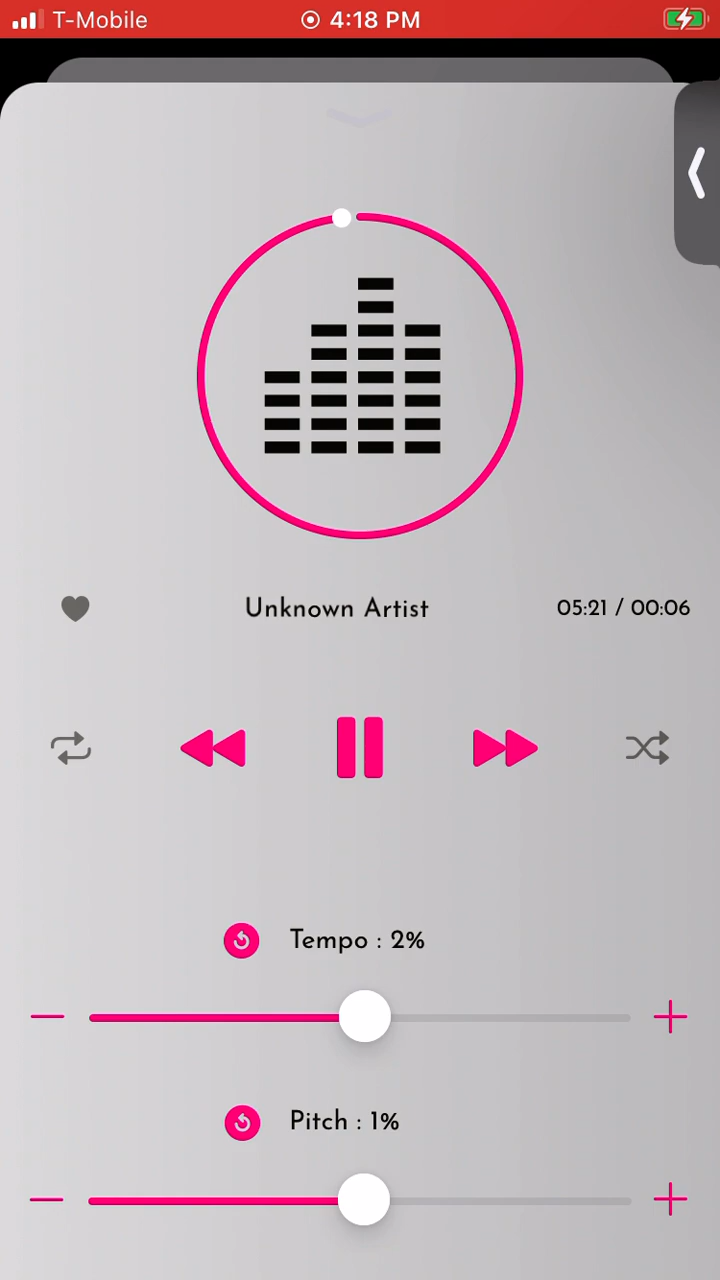 T-Mobile
4:18 PM
Unknown Artist
05:21 / 00:06
Tempo : 2%
Pitch : 1%